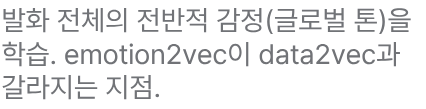 발화 전체의 전반적 감정(글로벌 톤)을
학습. emotion2vec이 data2vec과
갈라지는 지점.